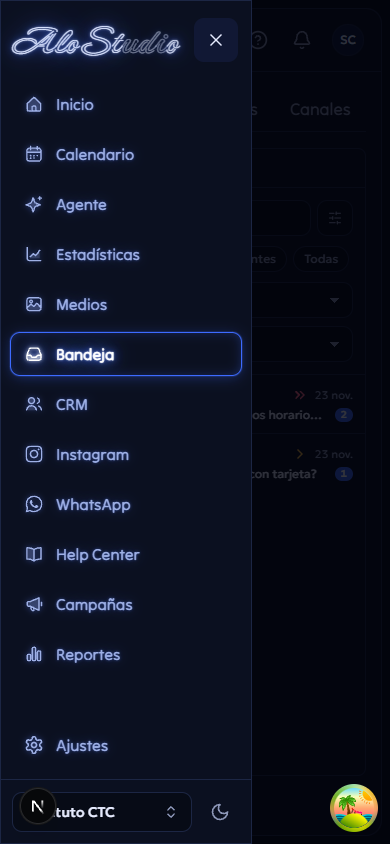 AloStudio
SC
Inicio
Canales
Calendario
Agente
Estadísticas
ntes
Todas
Medios
Bandeja
23 nov.
CRM
os horario...
2
Instagram
23 nov.
con tarjeta?
1
WhatsApp
Help Center
Campañas
Reportes
Ajustes
N
tuto CTC